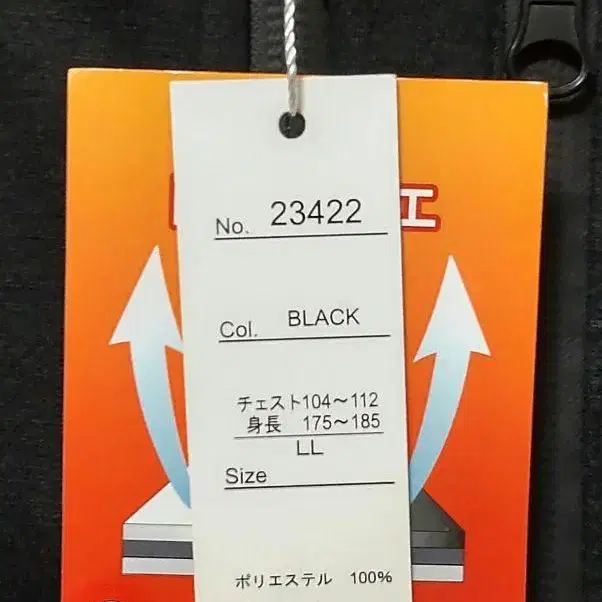 No. 23422
Col. BLACK
チェスト104～112
身長 175～185
LL
Size
ポリエステル 100%